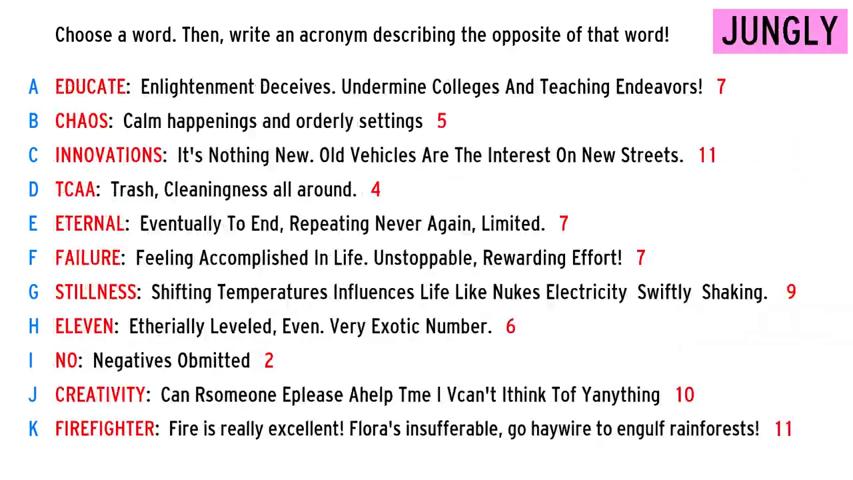 Choose a word. Then, write an acronym describing the opposite of that word!
JUNGLY
A EDUCATE: Enlightenment Deceives. Undermine Colleges And Teaching Endeavors! 7
B CHAOS: Calm happenings and orderly settings 5
C INNOVATIONS: It's Nothing New. Old Vehicles Are The Interest On New Streets. 11
D TCAA: Trash, Cleaningness all around. 4
E ETERNAL: Eventually To End, Repeating Never Again, Limited. 7
F FAILURE: Feeling Accomplished In Life. Unstoppable, Rewarding Effort! 7
G STILLNESS: Shifting Temperatures Influences Life Like Nukes Electricity Swiftly Shaking. 9
H ELEVEN: Etherially Leveled, Even. Very Exotic Number. 6
I NO: Negatives Obmitted 2
J CREATIVITY: Can Rsomeone Eplease Ahelp Tme I Vcan't Ithink Tof Yanything 10
K FIREFIGHTER: Fire is really excellent! Flora's insufferable, go haywire to engulf rainforests! 11